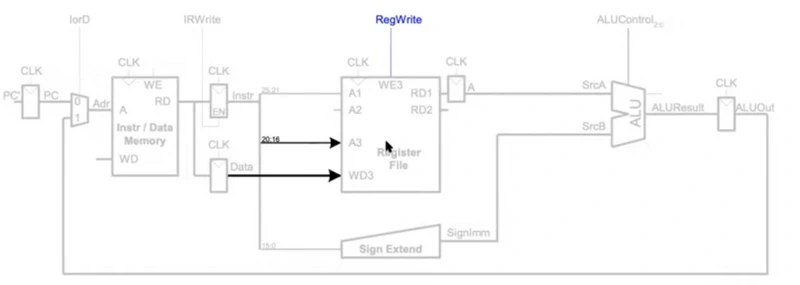 IorD
IRWrite
RegWrite
ALUControl2:0
CLK
CLK
CLK
CLK
CLK
CLK
PC'
PC
0
1
Adr
WE
A
RD
Instr / Data
Memory
WD
EN
Instr
CLK
Data
25:21
20:16
15:0
A1
A2
A3
WD3
WE3
RD1
RD2
Register
File
A
SrcA
SrcB
ALU
ALUResult
ALUOut
Sign Extend
SignImm